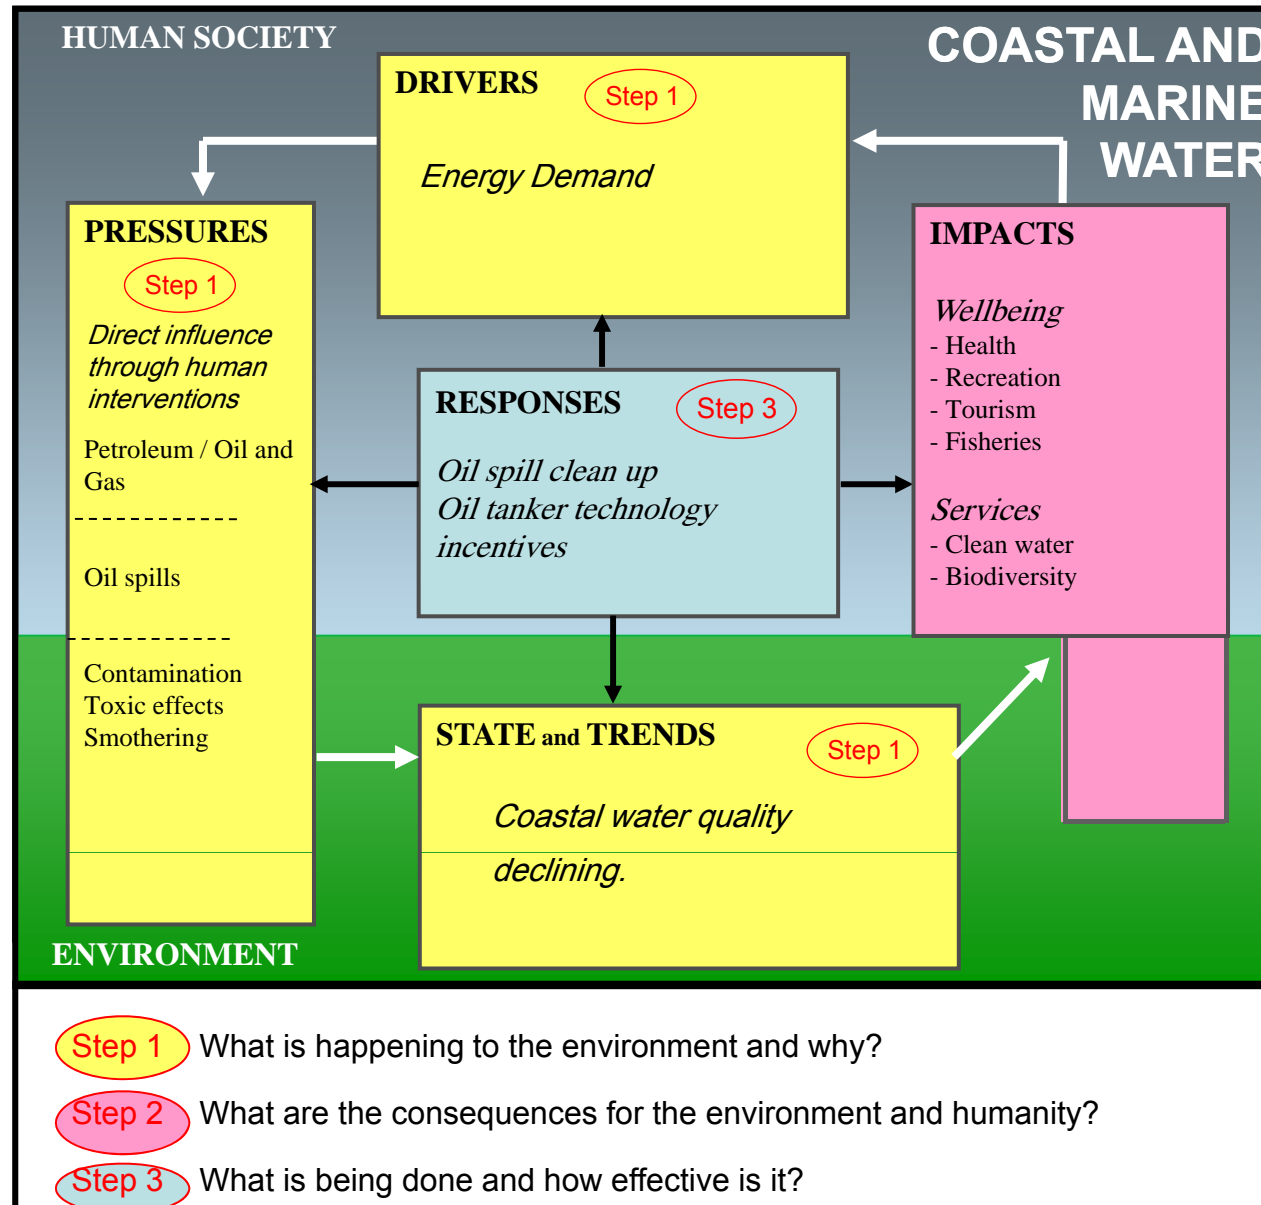 HUMAN SOCIETY
COASTAL AND
MARINE
WATER
DRIVERS
Step 1
Energy Demand
PRESSURES
Step 1
Direct influence
through human
interventions
Petroleum / Oil and
Gas
Oil spills
Contamination
Toxic effects
Smothering
RESPONSES
Step 3
Oil spill clean up
Oil tanker technology
incentives
IMPACTS
Wellbeing
- Health
- Recreation
- Tourism
- Fisheries
Services
- Clean water
- Biodiversity
STATE and TRENDS
Step 1
Coastal water quality
declining.
ENVIRONMENT
Step 1 What is happening to the environment and why?
Step 2 What are the consequences for the environment and humanity?
Step 3 What is being done and how effective is it?